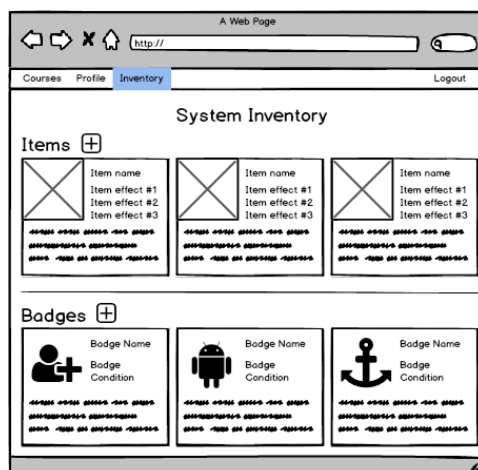 A Web Page
http://
Courses Profile Inventory Logout
System Inventory
Items
Item name
Item effect #1
Item effect #2
Item effect #3
Item name
Item effect #1
Item effect #2
Item effect #3
Item name
Item effect #1
Item effect #2
Item effect #3
Badges
Badge Name
Badge
Condition
Badge Name
Badge
Condition
Badge Name
Badge
Condition